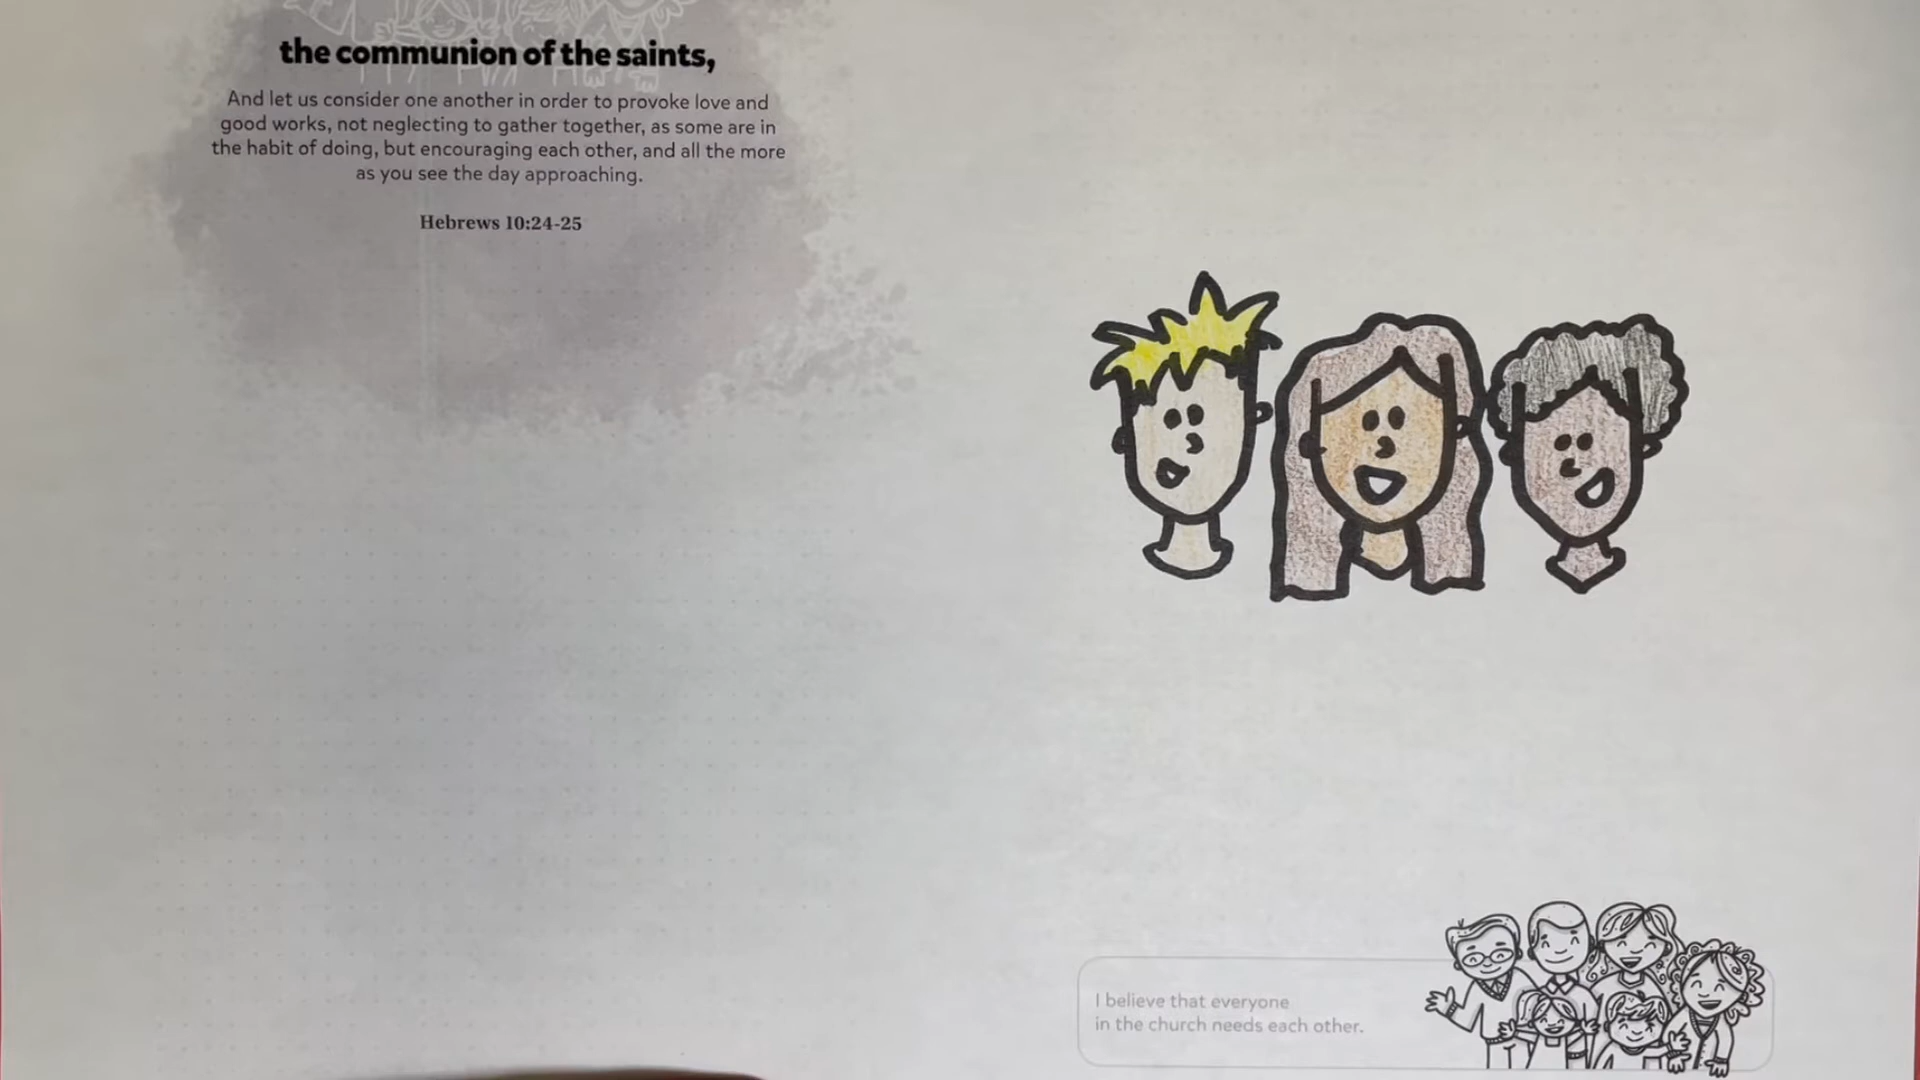 the communion of the saints,
And let us consider one another in order to provoke love and
good works, not neglecting to gather together, as some are in
the habit of doing, but encouraging each other, and all the more
as you see the day approaching.
Hebrews 10:24-25
I believe that everyone
in the church needs each other.